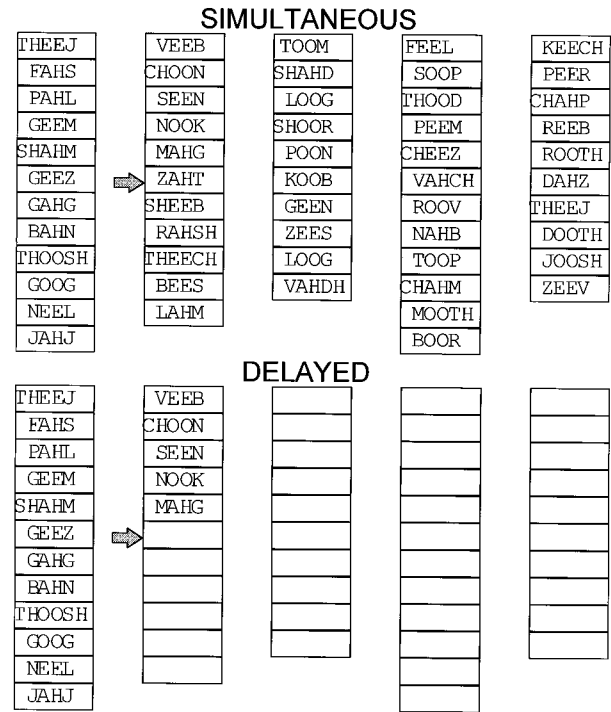 SIMULTANEOUS
THEEJ VEEB TOOM FEEL KEECH
FAHS CHOON SHAHD SOOP PEER
PAHL SEEN LOOG THOOD CHAHP
GEEM NOOK SHOOR PEEM REEB
SHAHM MAHG POON CHEEZ ROOTH
GEEZ ZAHT KOOB VAHCH DAHZ
GAHG SHEEB GEEN ROOV THEEJ
BAHN RAHSH ZEES NAHB DOOTH
THOOSH THEECH LOOG TOOP JOOSH
GOOG BEES VAHDH CHAHM ZEEV
NEEL LAHM MOOTH
JAHJ BOOR
DELAYED
THEEJ VEEB
FAHS CHOON
PAHL SEEN
GEEM NOOK
SHAHM MAHG
GEEZ
GAHG
BAHN
THOOSH
GOOG
NEEL
JAHJ